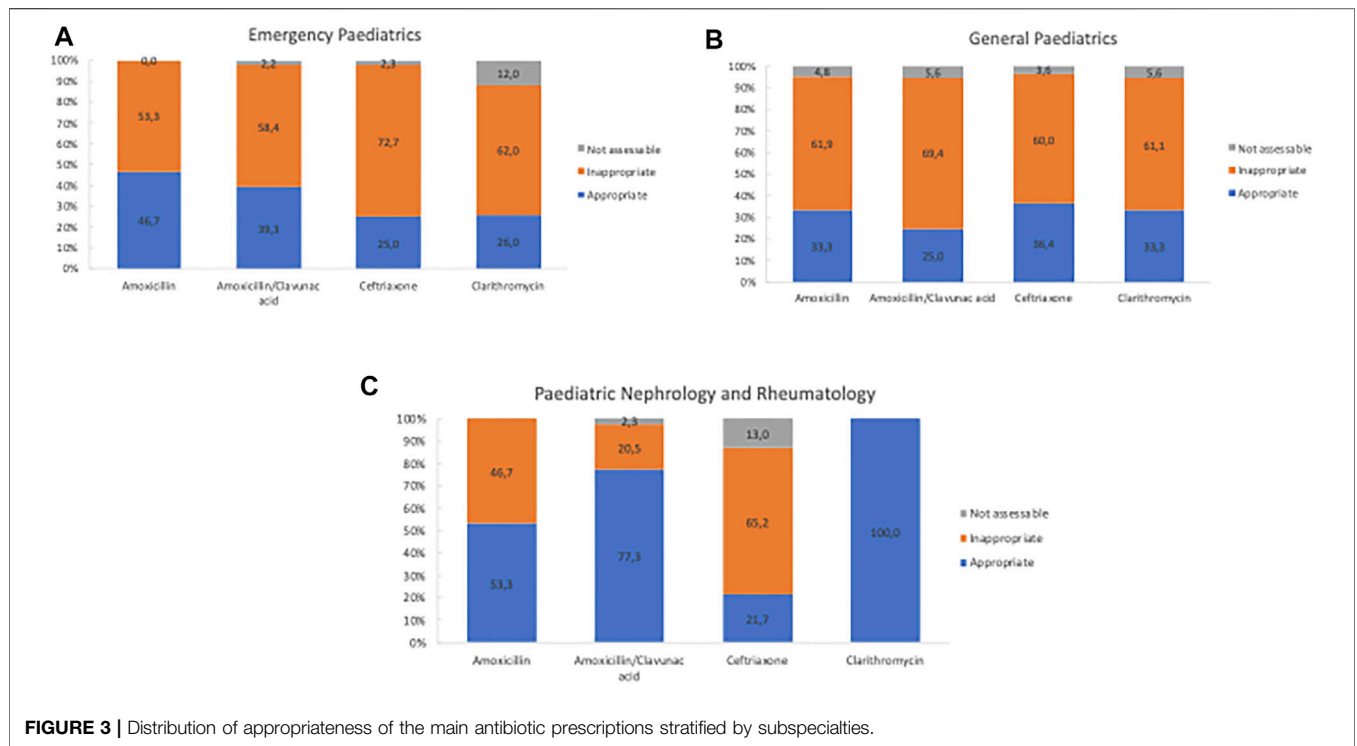 A
Emergency Paediatrics
100%
90%
80%
70%
60%
50%
40%
30%
20%
10%
0%
0,0
2,2
2,3
12,0
53,3
58,4
72,7
62,0
46,7
39,3
25,0
26,0
Amoxicillin
Amoxicillin/Clavunac
acid
Ceftriaxone
Clarithromycin
Not assessable
Inappropriate
Appropriate
B
General Paediatrics
100%
90%
80%
70%
60%
50%
40%
30%
20%
10%
0%
4,8
5,6
3,6
5,6
61,9
69,4
60,0
61,1
33,3
25,0
36,4
33,3
Amoxicillin
Amoxicillin/Clavunac acid
Ceftriaxone
Clarithromycin
Not assessable
Inappropriate
Appropriate
C
Paediatric Nephrology and Rheumatology
100%
90%
80%
70%
60%
50%
40%
30%
20%
10%
0%
2,3
13,0
46,7
20,5
65,2
100,0
53,3
77,3
21,7
Amoxicillin
Amoxicillin/Clavunac
acid
Ceftriaxone
Clarithromycin
Not assessable
Inappropriate
Appropriate
FIGURE 3 | Distribution of appropriateness of the main antibiotic prescriptions stratified by subspecialties.